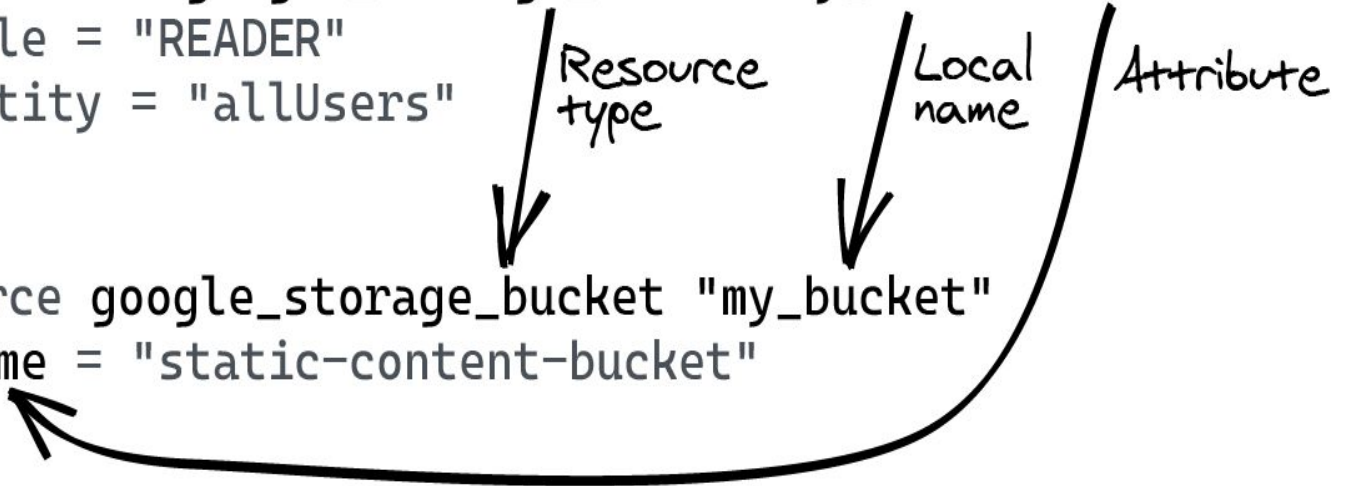 le = "READER"
tity = "allUsers"
Resource
type
Local
name
Attribute
rce google_storage_bucket "my_bucket"
me = "static-content-bucket"